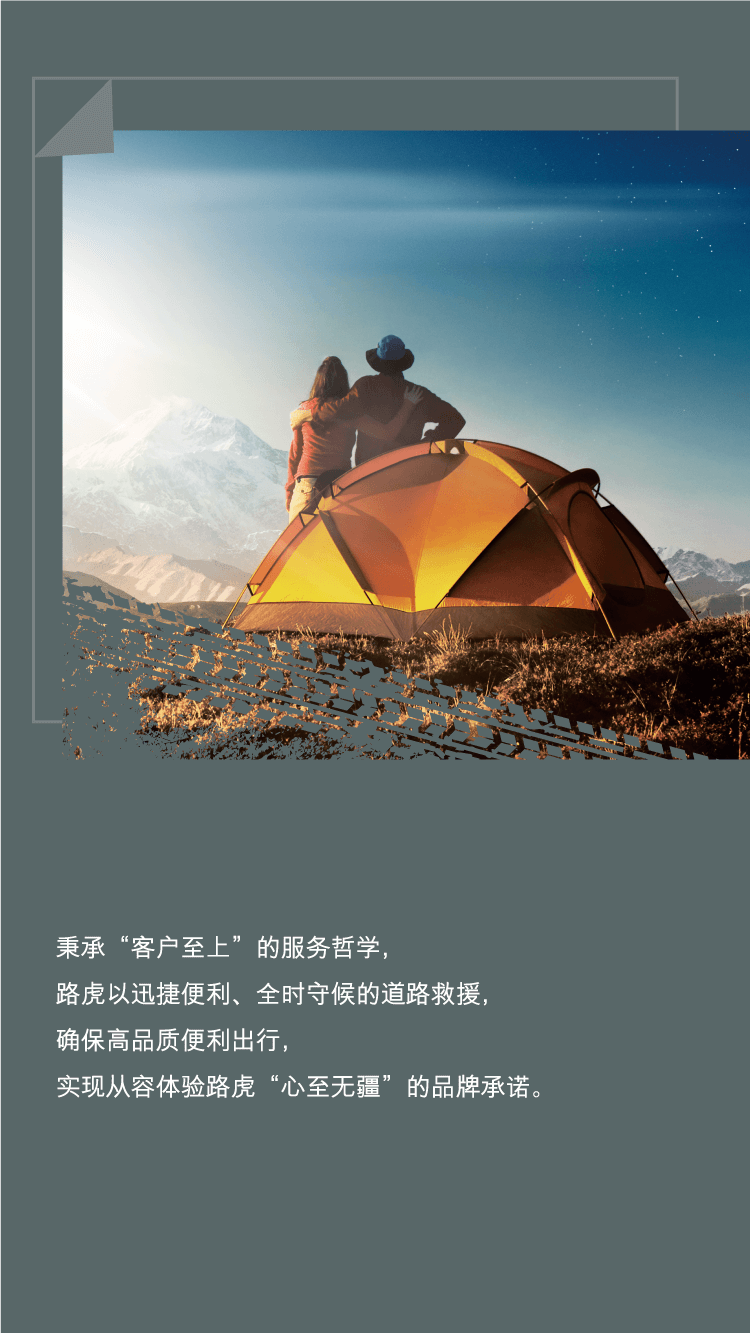 秉承“客户至上”的服务哲学，
路虎以迅捷便利、全时守候的道路救援，
确保高品质便利出行，
实现从容体验路虎“心至无疆”的品牌承诺。